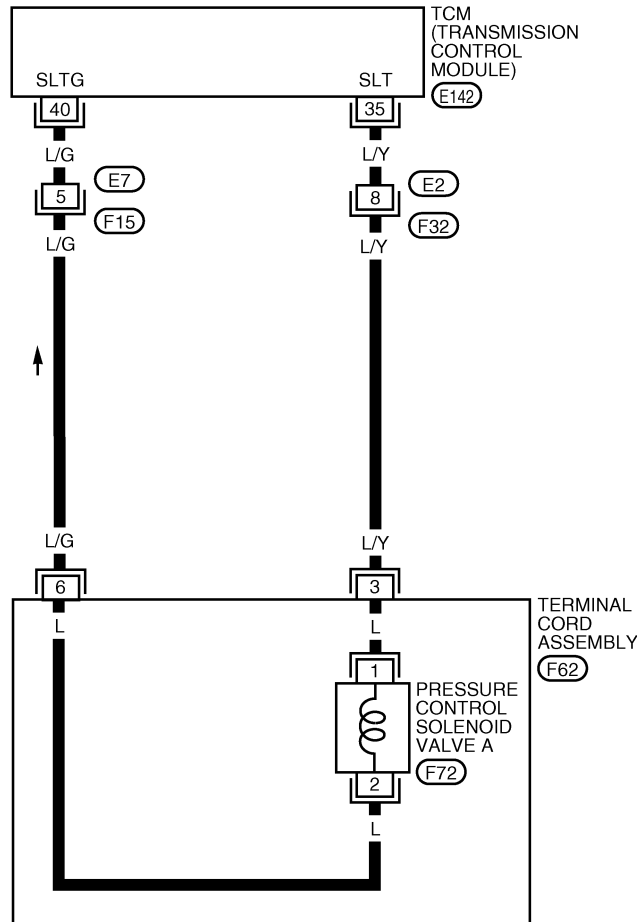 TCM
(TRANSMISSION
CONTROL
MODULE)
E142
SLTG
SLT
40
35
L/G
L/Y
5
E7
F15
8
E2
F32
L/G
L/Y
L/G
L/Y
6
3
TERMINAL
CORD
ASSEMBLY
F62
L
L
1
PRESSURE
CONTROL
SOLENOID
VALVE A
F72
2
L